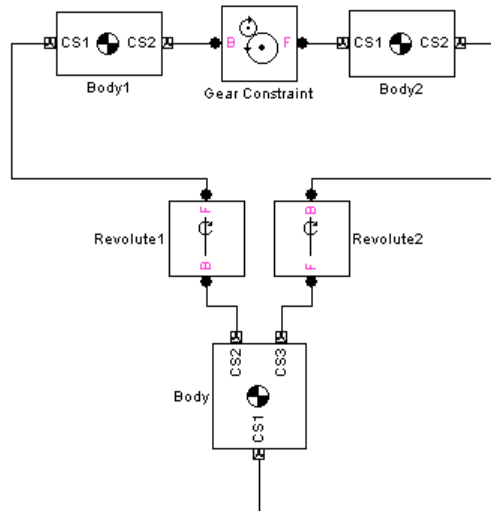 CS1 CS2
B F
CS1 CS2
Body1
Gear Constraint
Body2
F
Revolute1
B
B
Revolute2
F
CS2
CS3
Body
CS1